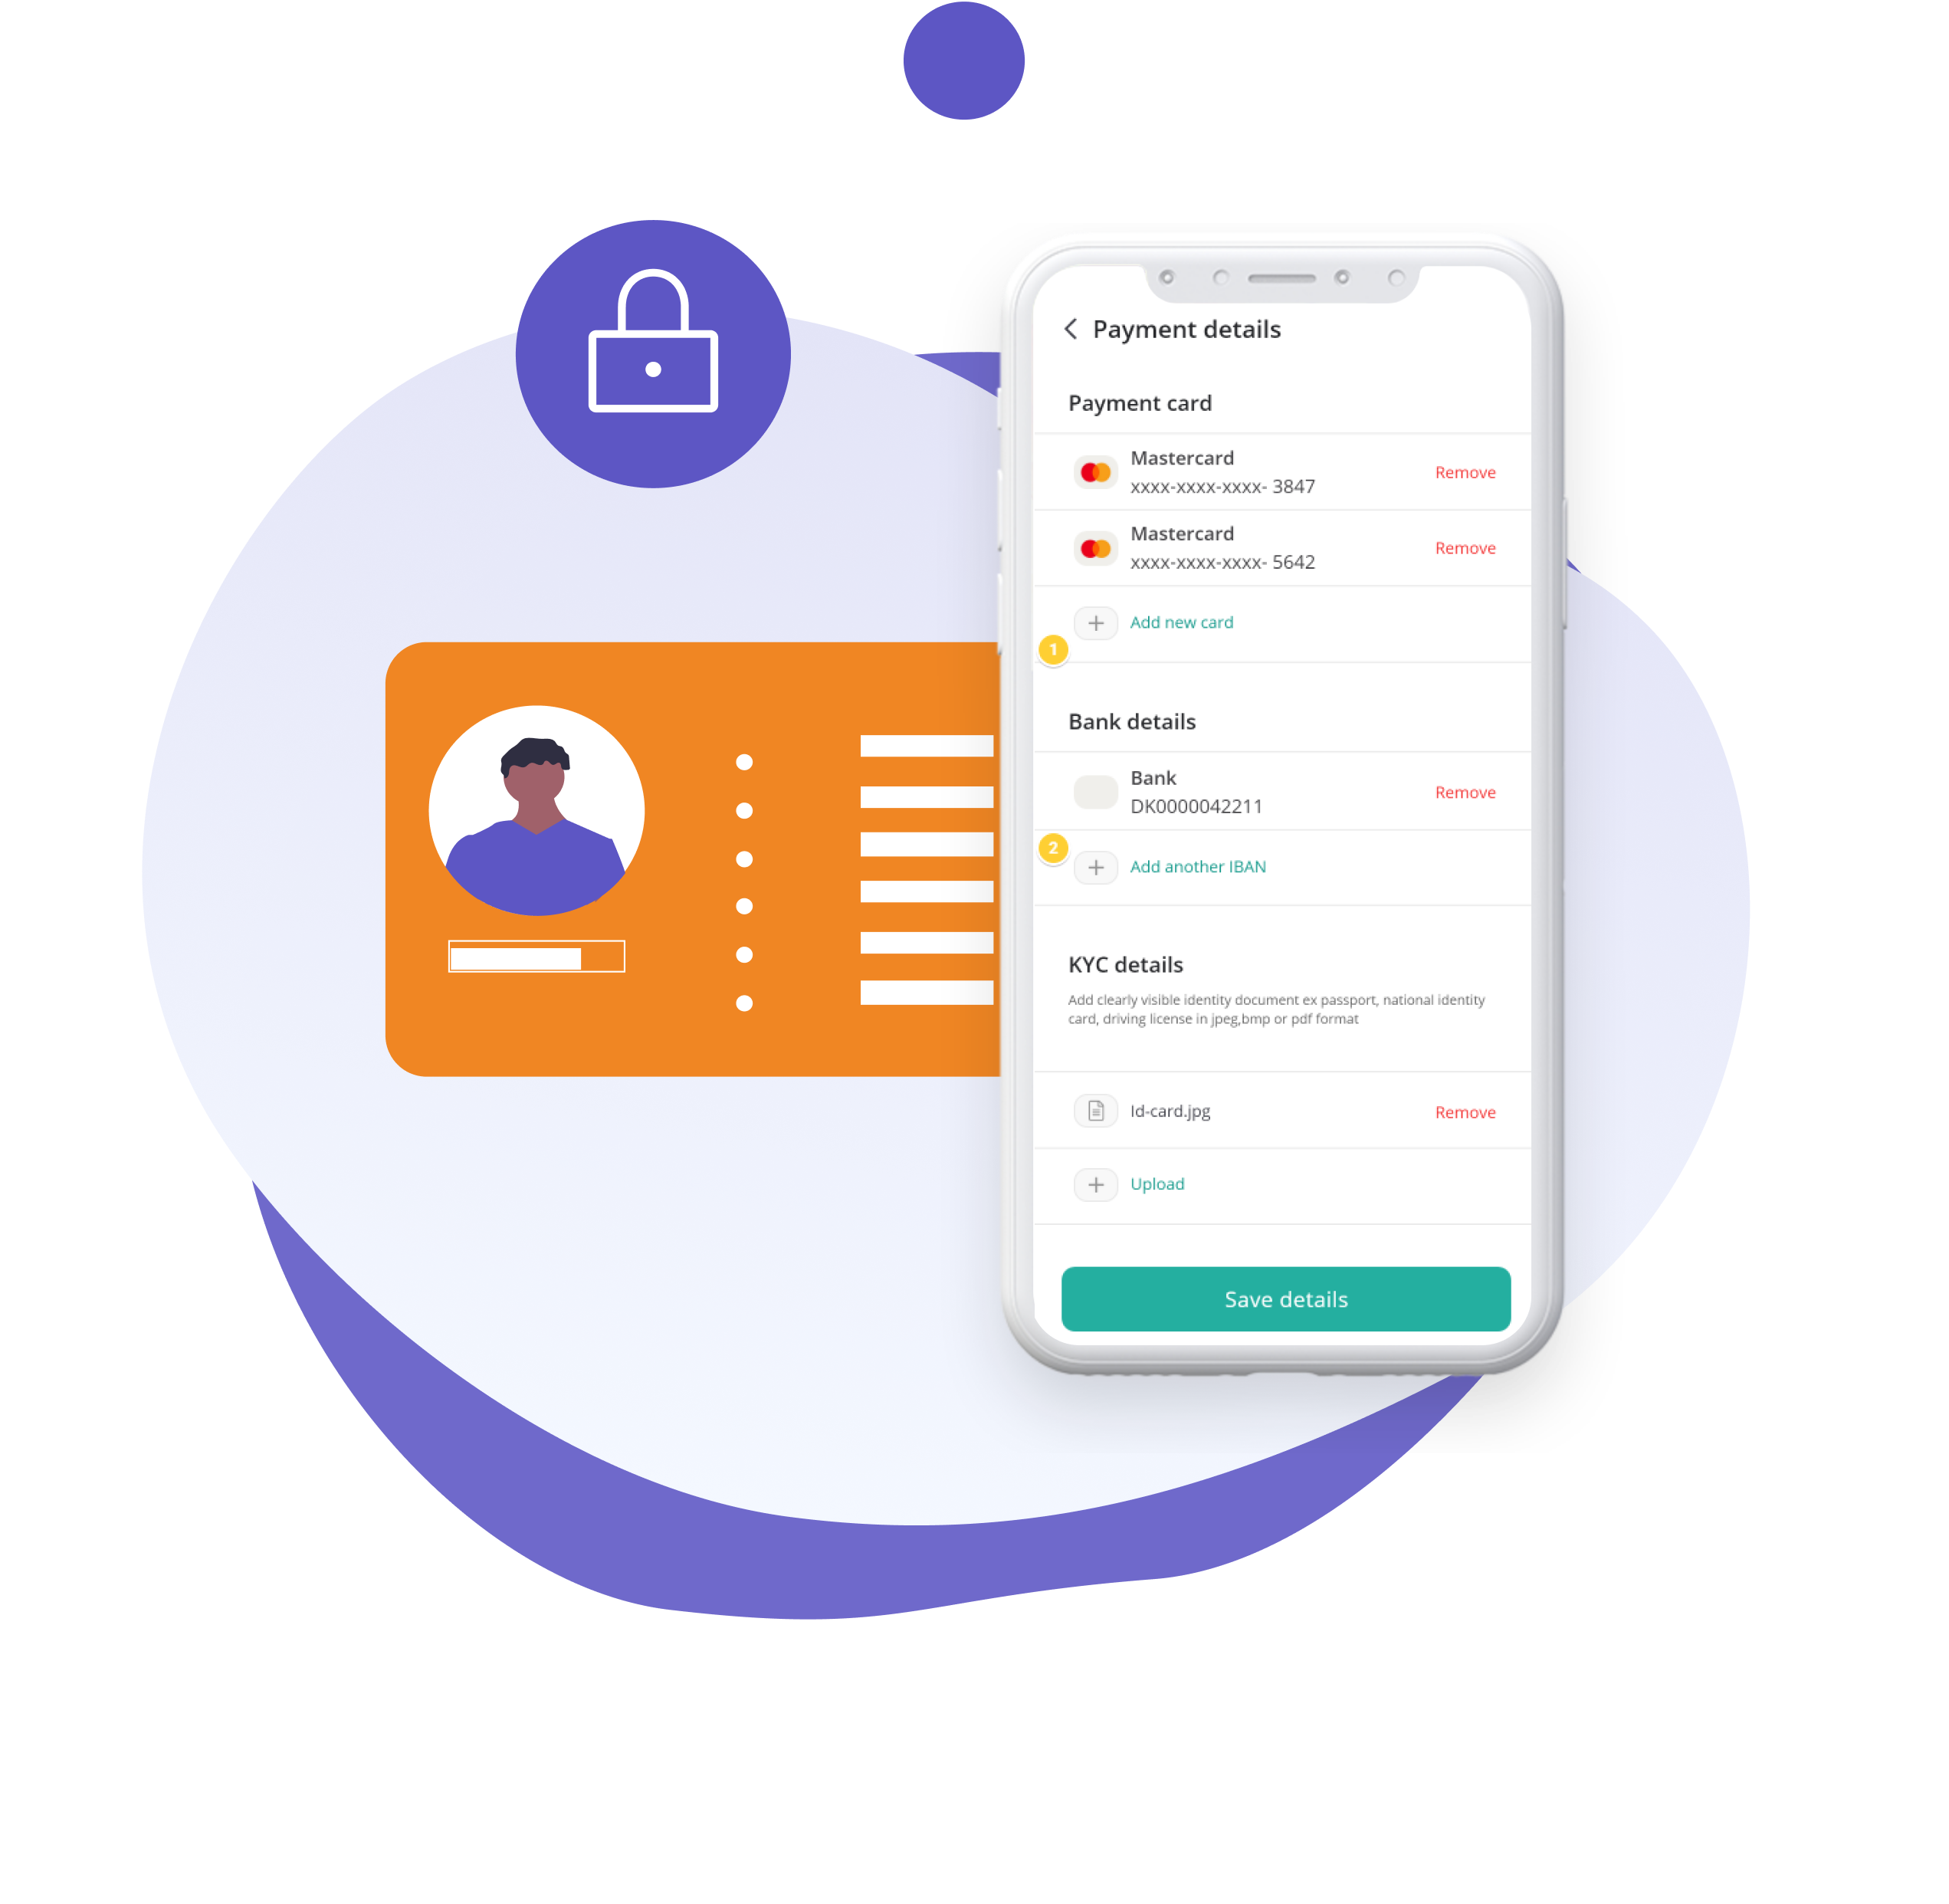 Payment details
Payment card
Mastercard
xxxx-xxxx-xxxx- 3847
Remove
Mastercard
xxxx-xxxx-xxxx- 5642
Remove
Add new card
1
Bank details
Bank
DK0000042211
Remove
2
Add another IBAN
KYC details
Add clearly visible identity document ex passport, national identity
card, driving license in jpeg,bmp or pdf format
Id-card.jpg
Remove
Upload
Save details